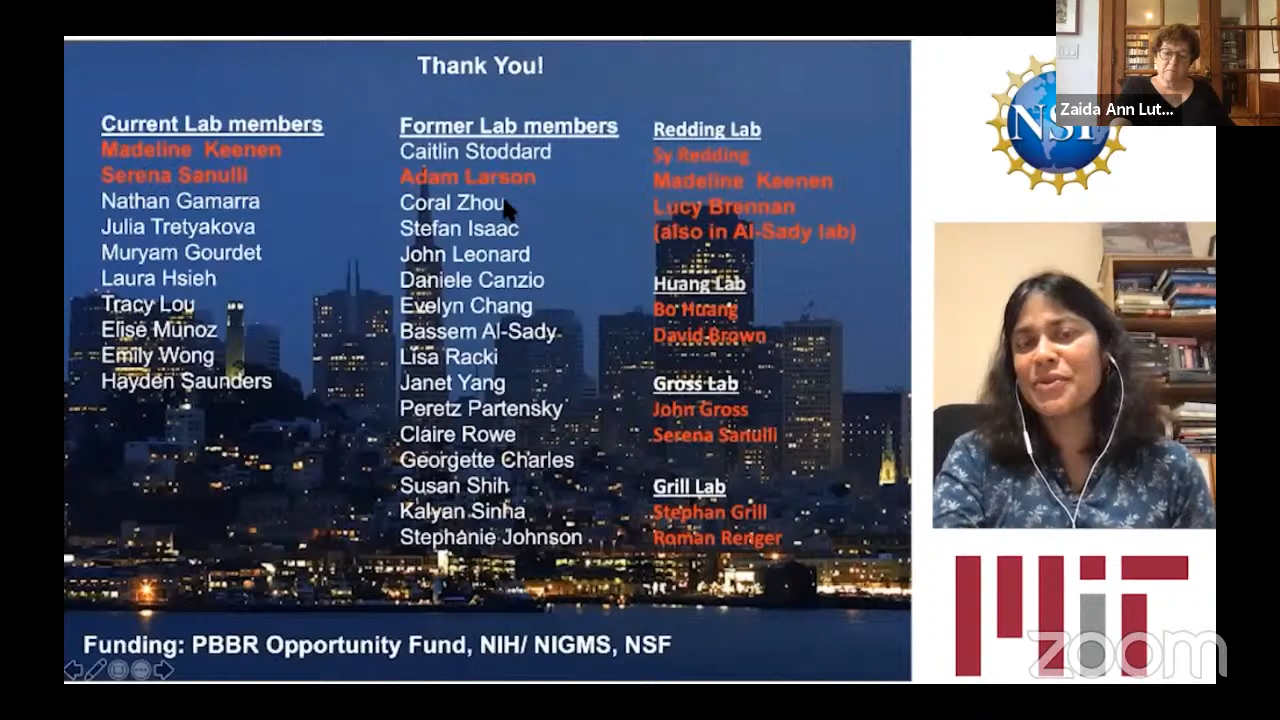 Thank You!
Current Lab members
Madeline Keenen
Serena Sanulli
Nathan Gamarra
Julia Tretyakova
Muryam Gourdet
Laura Hsieh
Tracy Lou
Elise Munoz
Emily Wong
Hayden Saunders
Former Lab members
Caitlin Stoddard
Adam Larson
Coral Zhou
Stefan Isaac
John Leonard
Daniele Canzio
Evelyn Chang
Bassem Al-Sady
Lisa Racki
Janet Yang
Peretz Partensky
Claire Rowe
Georgette Charles
Susan Shih
Kalyan Sinha
Stephanie Johnson
Redding Lab
Sy Redding
Madeline Keenen
Lucy Brennan
(also in Al-Sady lab)
Huang Lab
Bo Huang
David Brown
Gross Lab
John Gross
Serena Sanulli
Grill Lab
Stephan Grill
Roman Renger
Funding: PBBR Opportunity Fund, NIH/ NIGMS, NSF
NSF
Zaida Ann Lut...
MIT
zoom